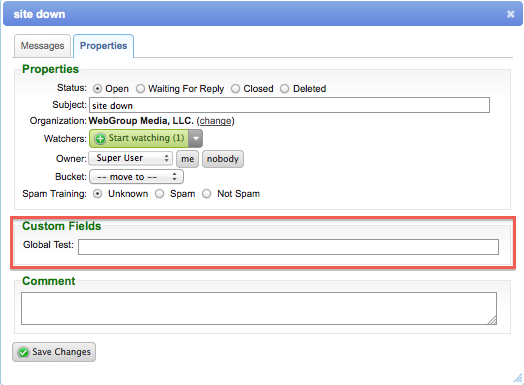 site down
Messages Properties
Properties
Status: Open Waiting For Reply Closed Deleted
Subject: site down
Organization: WebGroup Media, LLC. (change)
Watchers: Start watching (1)
Owner: Super User me nobody
Bucket: -- move to --
Spam Training: Unknown Spam Not Spam
Custom Fields
Global Test:
Comment
Save Changes